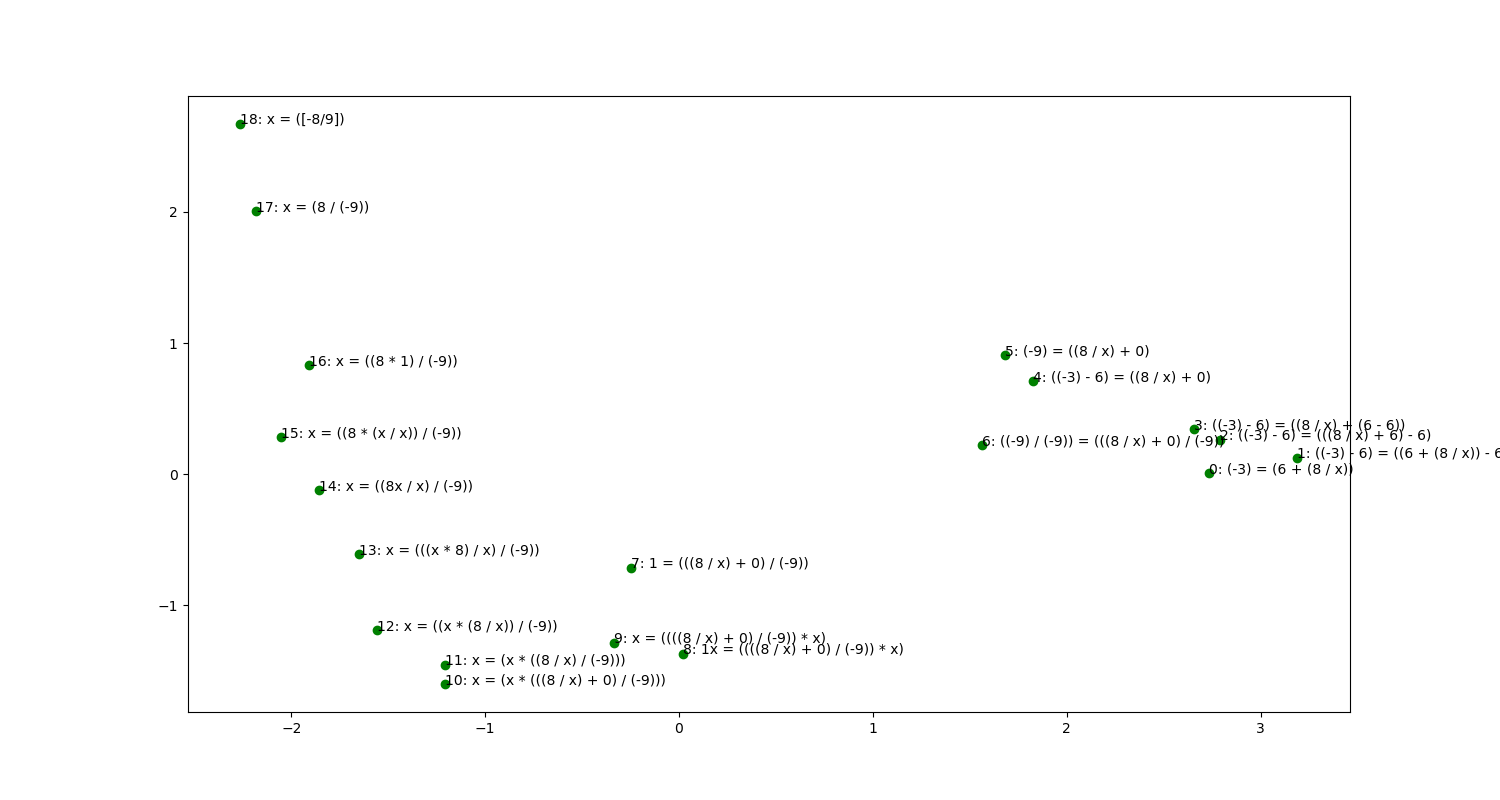 18: x = ([-8/9])
17: x = (8 / (-9))
2
1
5: (-9) = ((8 / x) + 0)
16: x = ((8 * 1) / (-9))
4: ((-3) - 6) = ((8 / x) + 0)
3: ((-3) - 6) = ((8 / x) + (6 - 6))
15: x = ((8 * (x / x)) / (-9))
2: ((-3) - 6) = (((8 / x) + 6) - 6)
6: ((-9) / (-9)) = (((8 / x) + 0) / (-9))
1: ((-3) - 6) = ((6 + (8 / x)) - 6
0: (-3) = (6 + (8 / x))
0
14: x = ((8x / x) / (-9))
13: x = (((x * 8) / x) / (-9))
7: 1 = (((8 / x) + 0) / (-9))
−1
12: x = ((x * (8 / x)) / (-9))
9: x = ((((8 / x) + 0) / (-9)) * x)
8: 1x = ((((8 / x) + 0) / (-9)) * x)
11: x = (x * ((8 / x) / (-9)))
10: x = (x * (((8 / x) + 0) / (-9)))
−2 −1 0 1 2 3